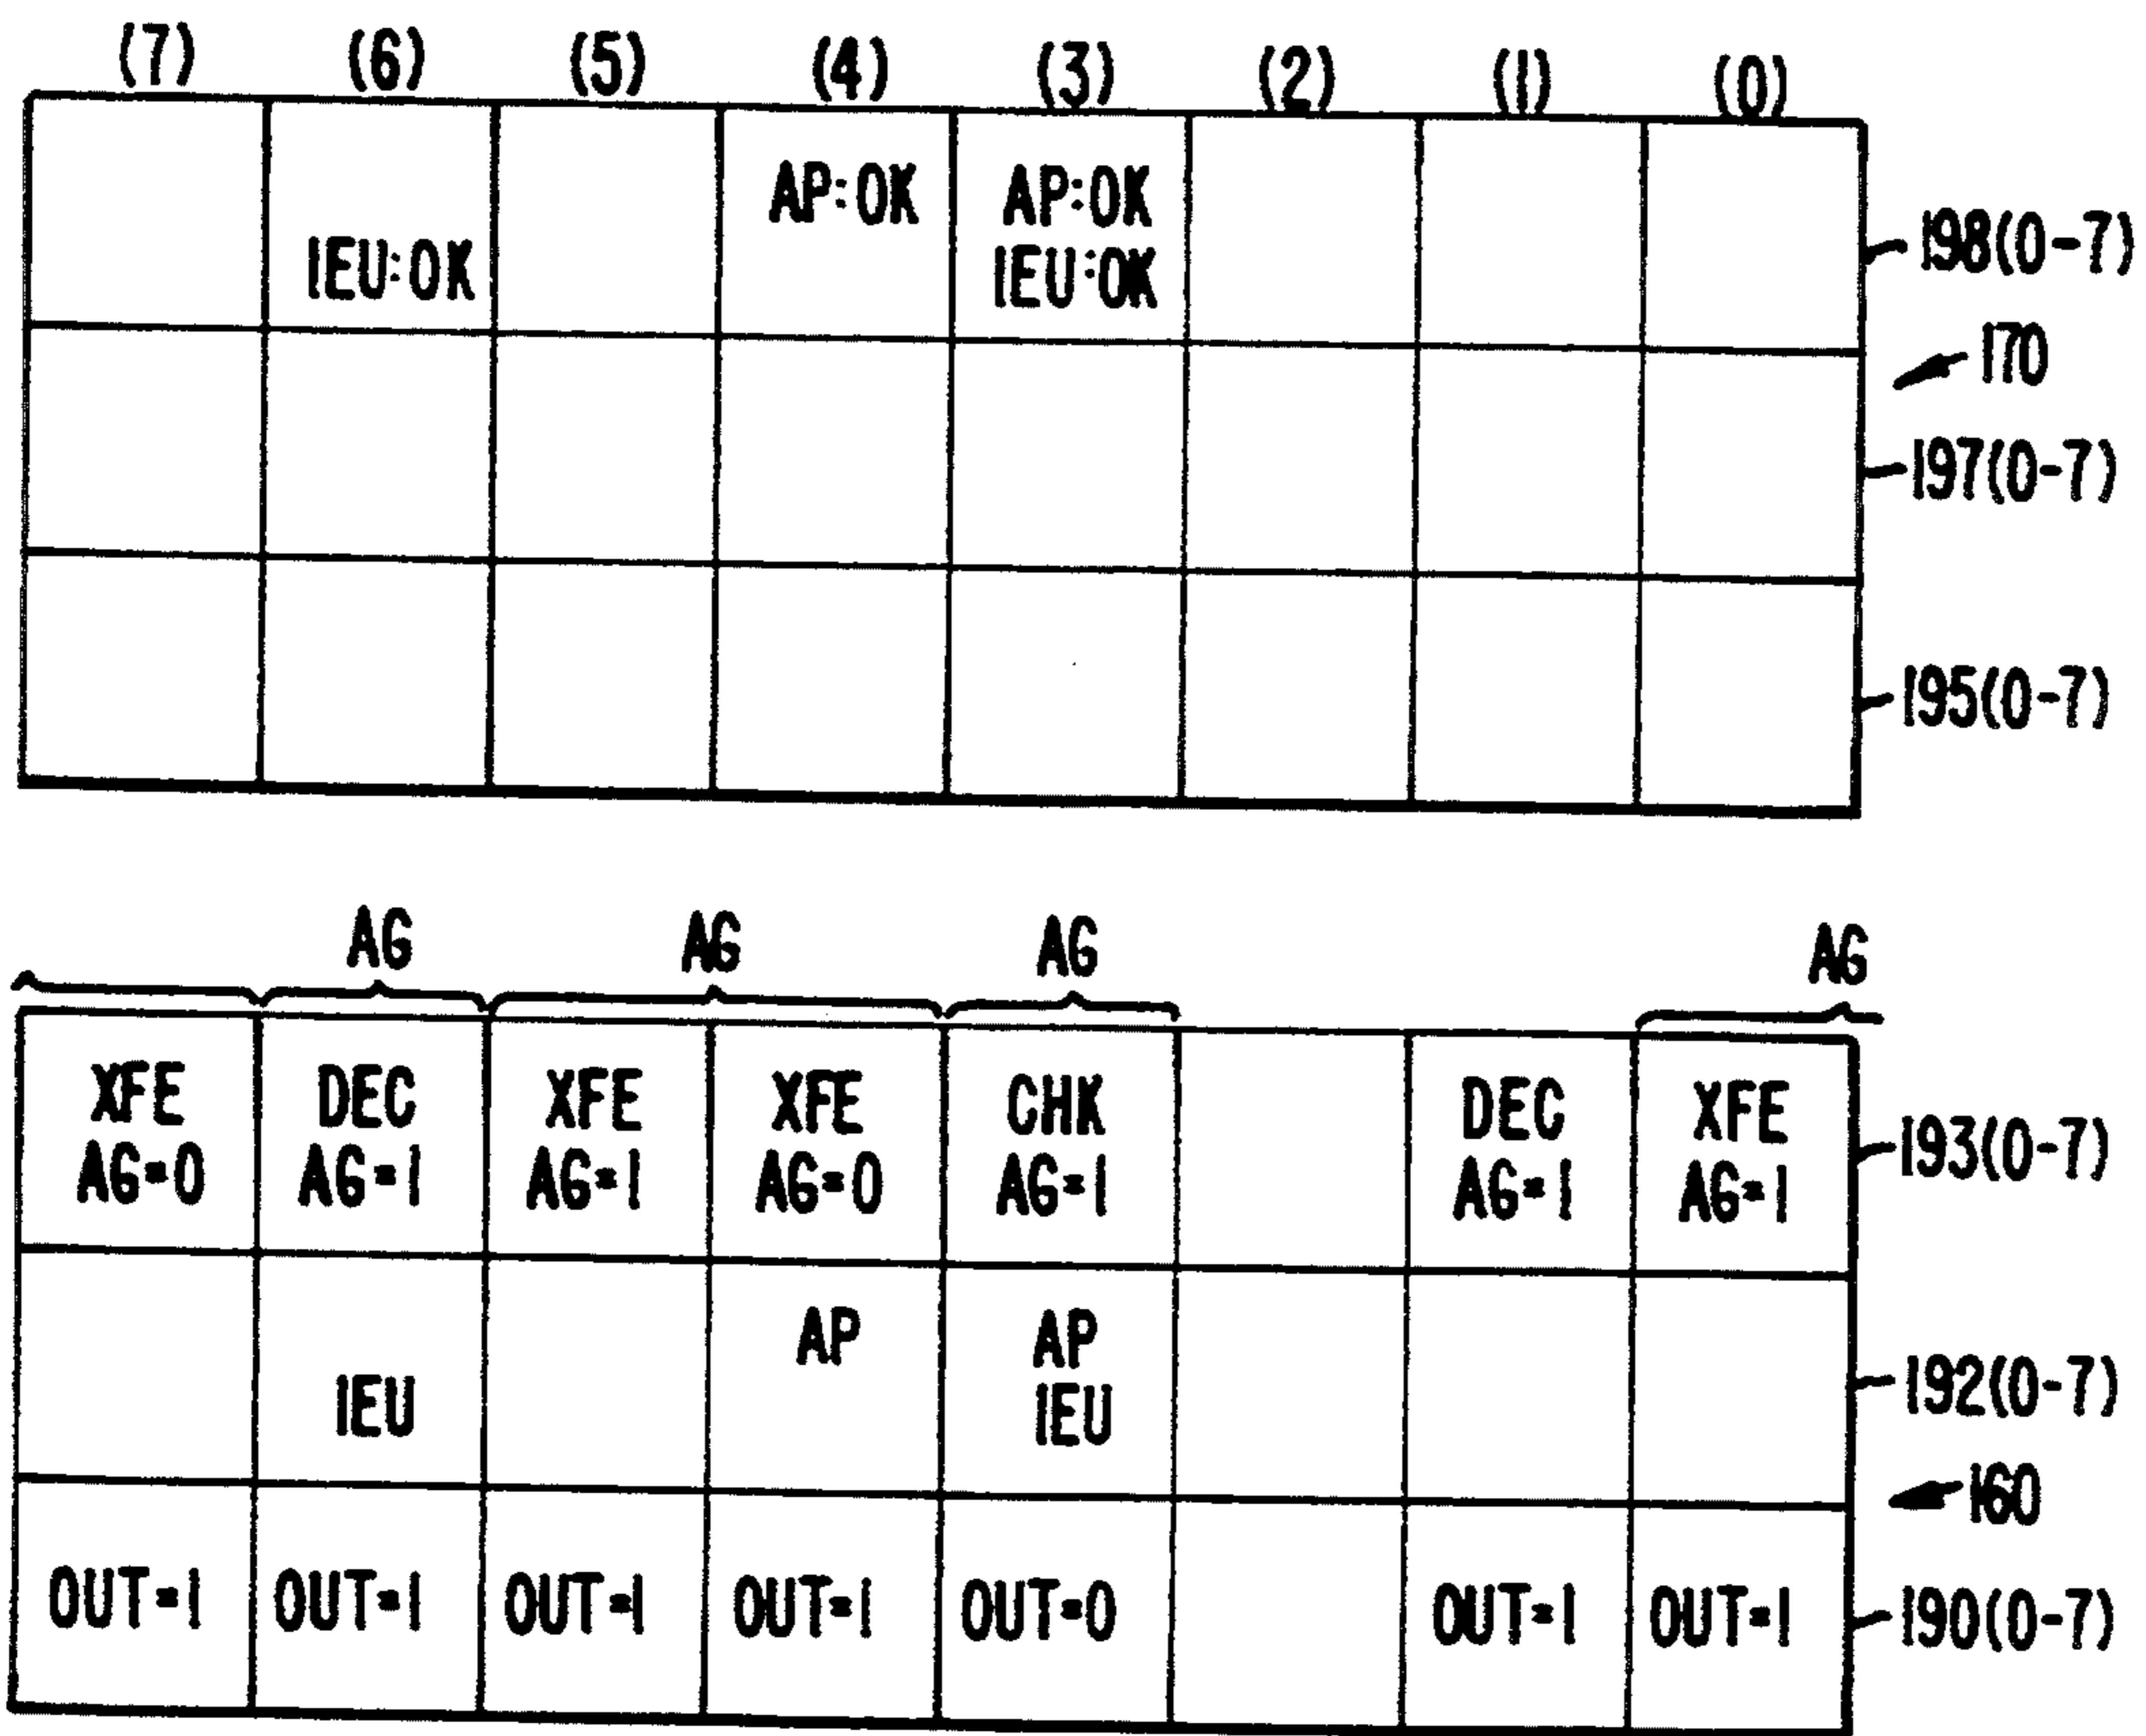 (7) (6) (5) (4) (3) (2) (1) (0)
AP:OK AP:OK
IEU:OK IEU:OK
198(0-7)
170
197(0-7)
195(0-7)
AG AG AG AG
XFE DEC XFE XFE CHK DEC XFE
AG=0 AG=1 AG=1 AG=0 AG=1 AG=1 AG=1
193(0-7)
AP AP
IEU IEU
192(0-7)
160
OUT=1 OUT=1 OUT=1 OUT=1 OUT=0 OUT=1 OUT=1
190(0-7)